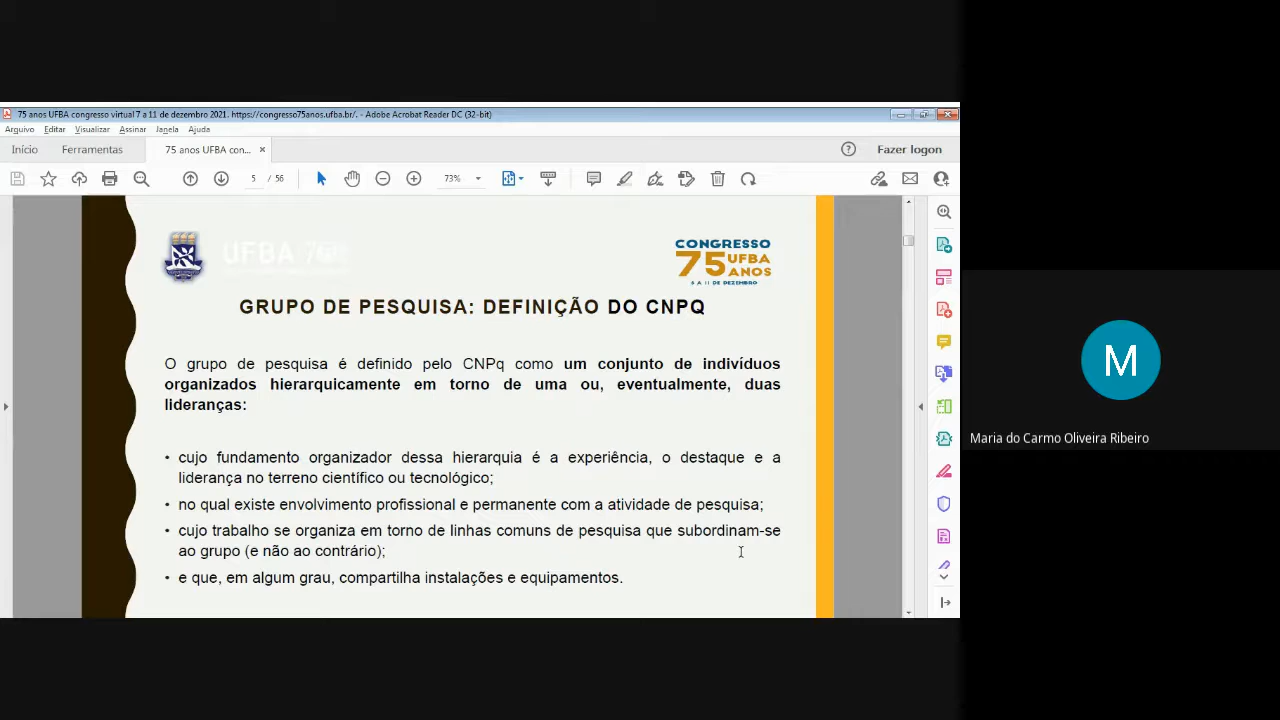 75 anos UFBA congresso virtual 7 a 11 de dezembro 2021. https://congresso75anos.ufba.br/. - Adobe Acrobat Reader DC (32-bit)
Arquivo Editar Visualizar Assinar Janela Ajuda
Início Ferramentas 75 anos UFBA con... × Fazer logon
5 / 56 73%
UFBA
CONGRESSO
75 UFBA
ANOS
GRUPO DE PESQUISA: DEFINIÇÃO DO CNPQ
O grupo de pesquisa é definido pelo CNPq como um conjunto de indivíduos
organizados hierarquicamente em torno de uma ou, eventualmente, duas
lideranças:
• cujo fundamento organizador dessa hierarquia é a experiência, o destaque e a
liderança no terreno científico ou tecnológico;
• no qual existe envolvimento profissional e permanente com a atividade de pesquisa;
• cujo trabalho se organiza em torno de linhas comuns de pesquisa que subordinam-se
ao grupo (e não ao contrário);
• e que, em algum grau, compartilha instalações e equipamentos.
M
Maria do Carmo Oliveira Ribeiro